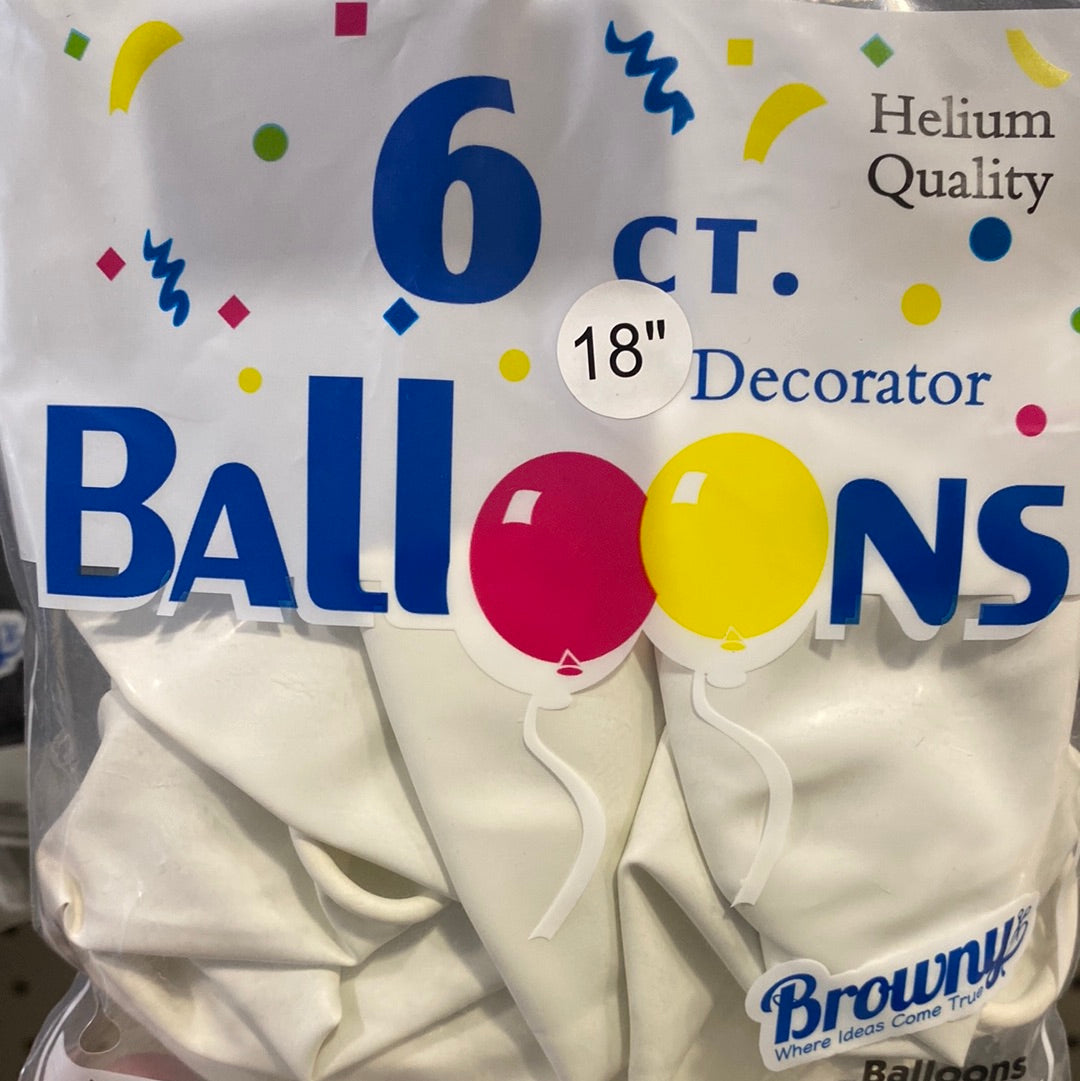 Helium
Quality
6 CT.
18"
Decorator
BALLOONS
Browny
Where Ideas Come True
Balloons